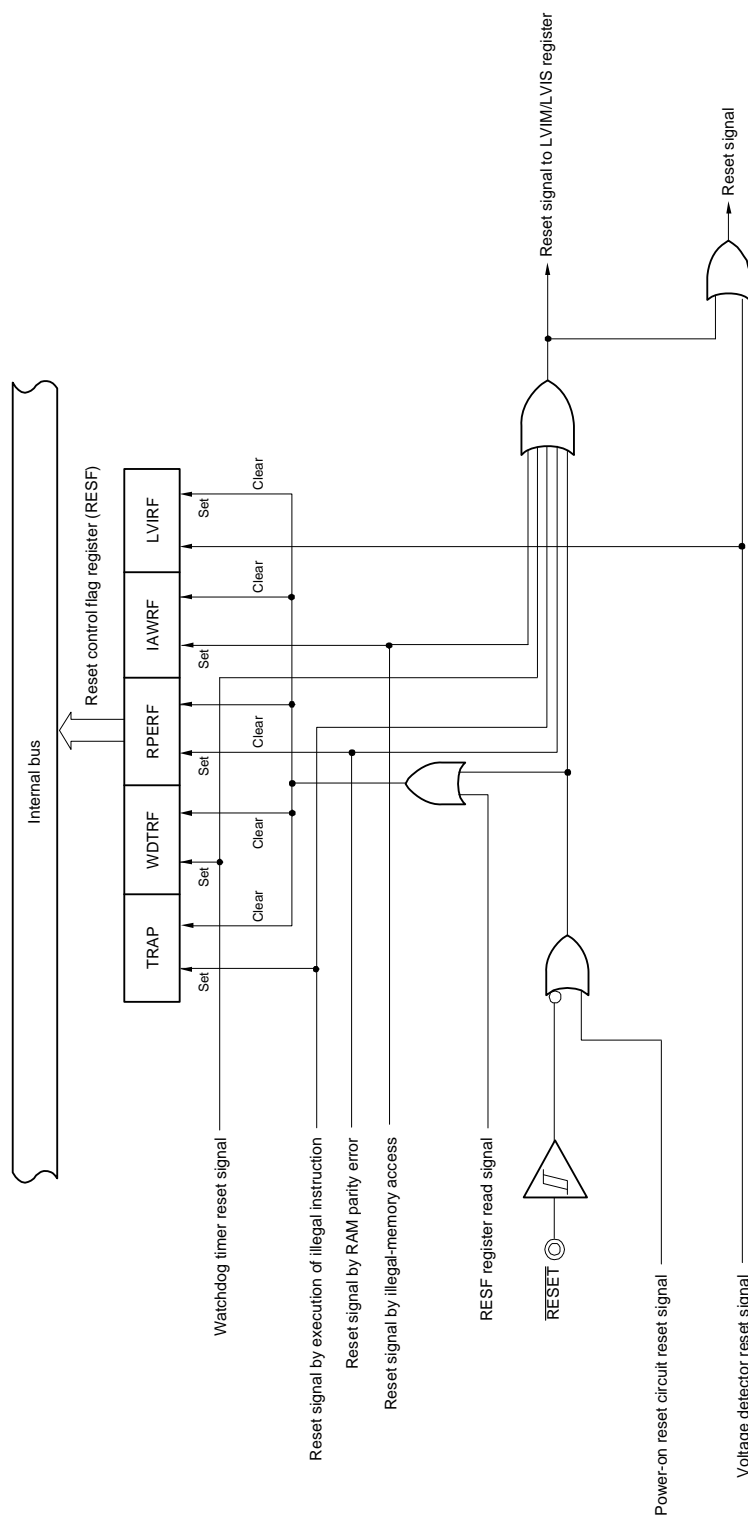 Internal bus
Reset control flag register (RESF)
TRAP
WDTRF
RPERF
IAWRF
LVIRF
Set
Set
Set
Set
Set
Clear
Clear
Clear
Clear
Clear
Watchdog timer reset signal
Reset signal by execution of illegal instruction
Reset signal by RAM parity error
Reset signal by illegal-memory access
RESF register read signal
RESET
Power-on reset circuit reset signal
Voltage detector reset signal
Reset signal to LVIM/LVIS register
Reset signal